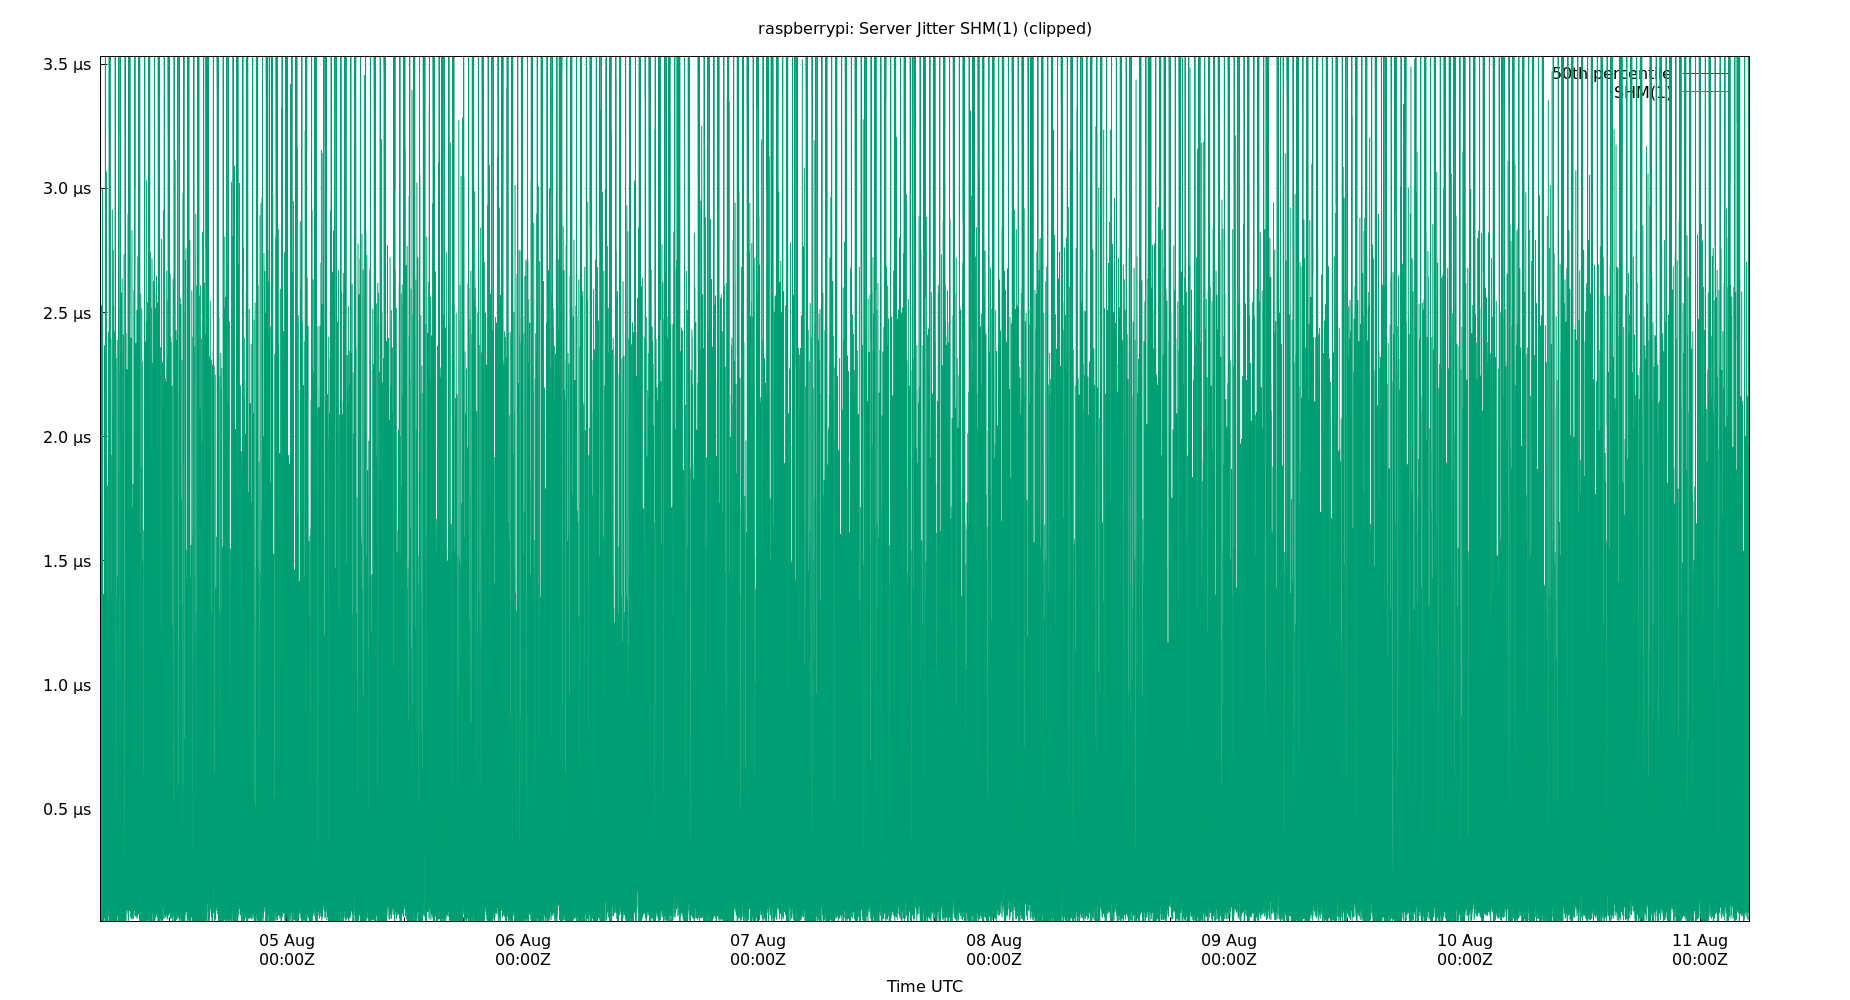 raspberrypi: Server Jitter SHM(1) (clipped)
3.5 µs
50th percentile
SHM(1)
3.0 µs
2.5 µs
2.0 µs
1.5 µs
1.0 µs
0.5 µs
05 Aug 06 Aug 07 Aug 08 Aug 09 Aug 10 Aug 11 Aug
00:00Z 00:00Z 00:00Z 00:00Z 00:00Z 00:00Z 00:00Z
Time UTC